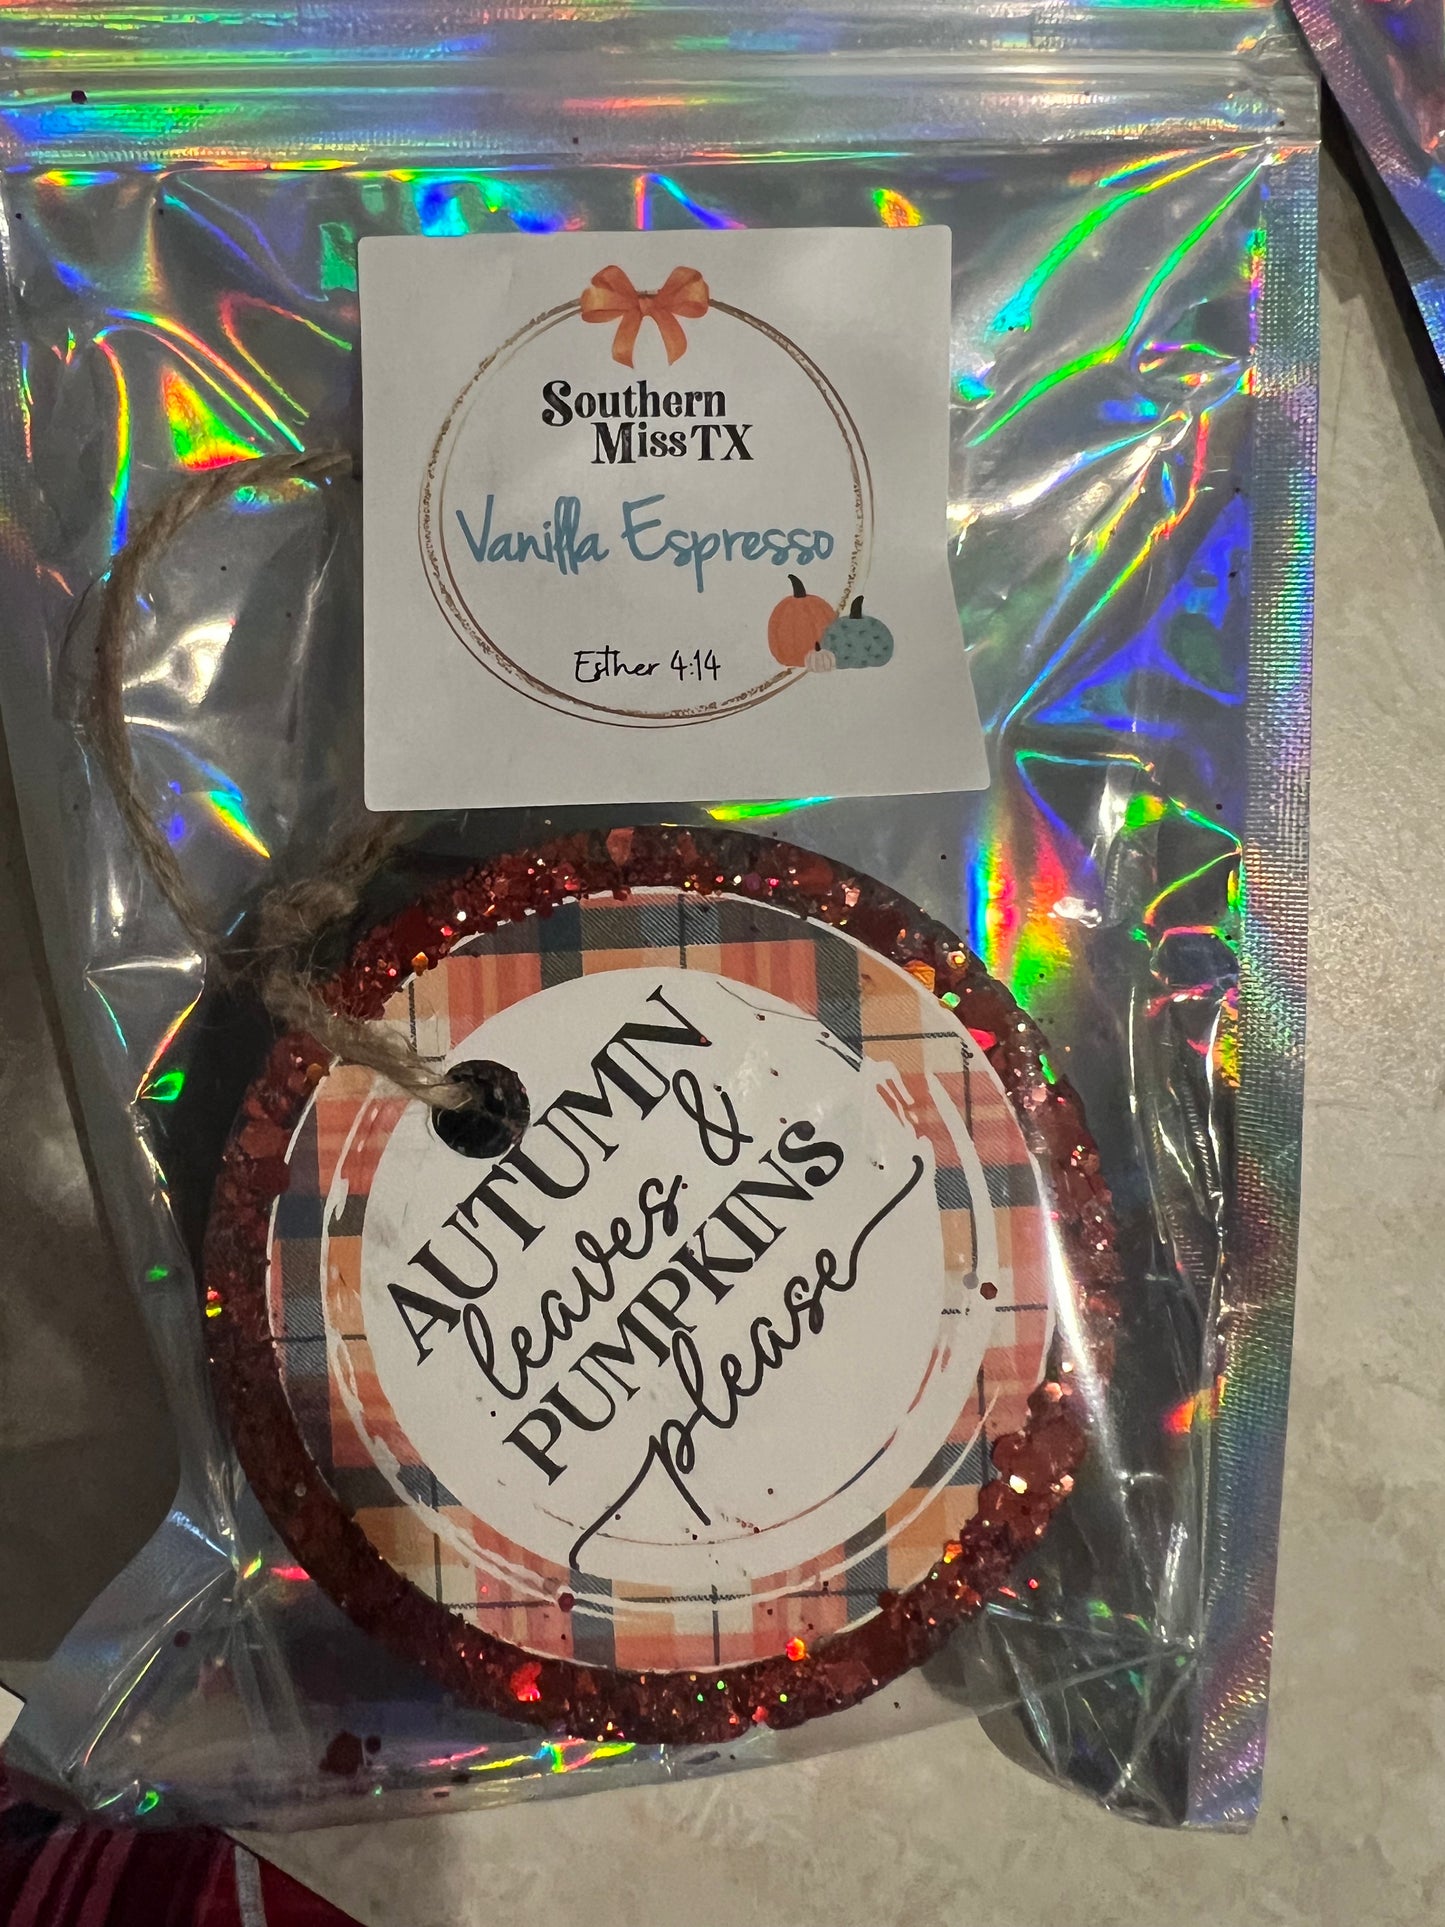 Southern
Miss TX
Vanilla Espresso
Esther 4:14
AUTUMN
leaves &
PUMPKINS
please